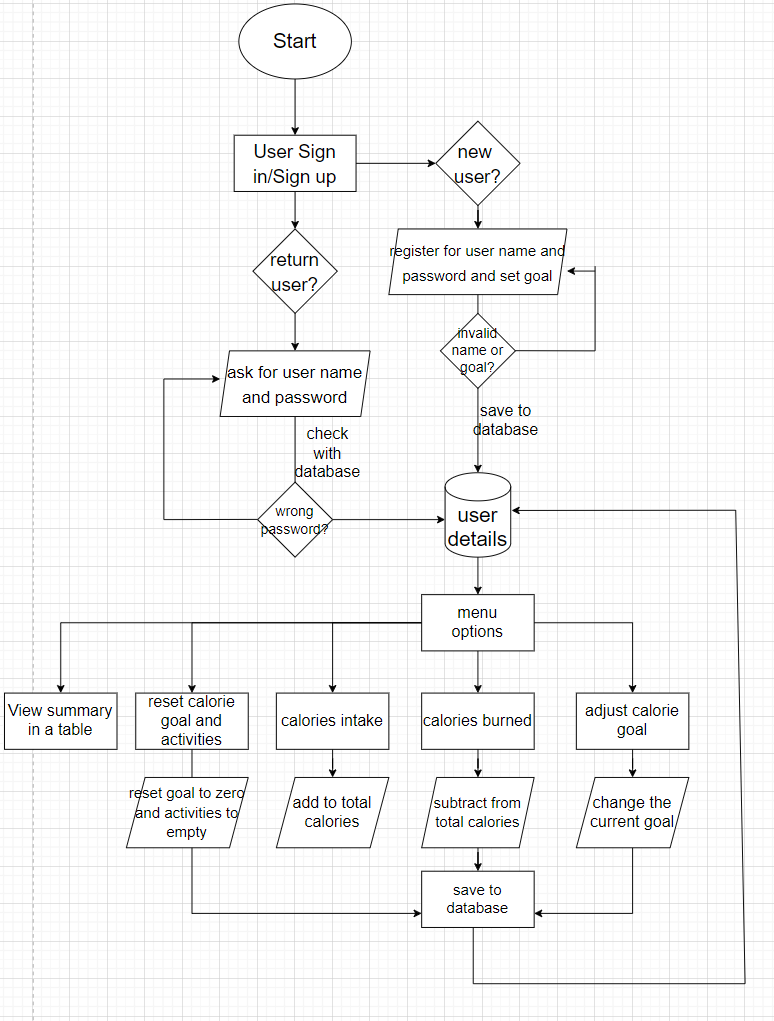 Start
User Sign
in/Sign up
new
user?
return
user?
register for user name and
password and set goal
invalid
name or
goal?
ask for user name
and password
save to
database
check
with
database
wrong
password?
user
details
menu
options
View summary
in a table
reset calorie
goal and
activities
calories intake
calories burned
adjust calorie
goal
reset goal to zero
and activities to
empty
add to total
calories
subtract from
total calories
change the
current goal
save to
database